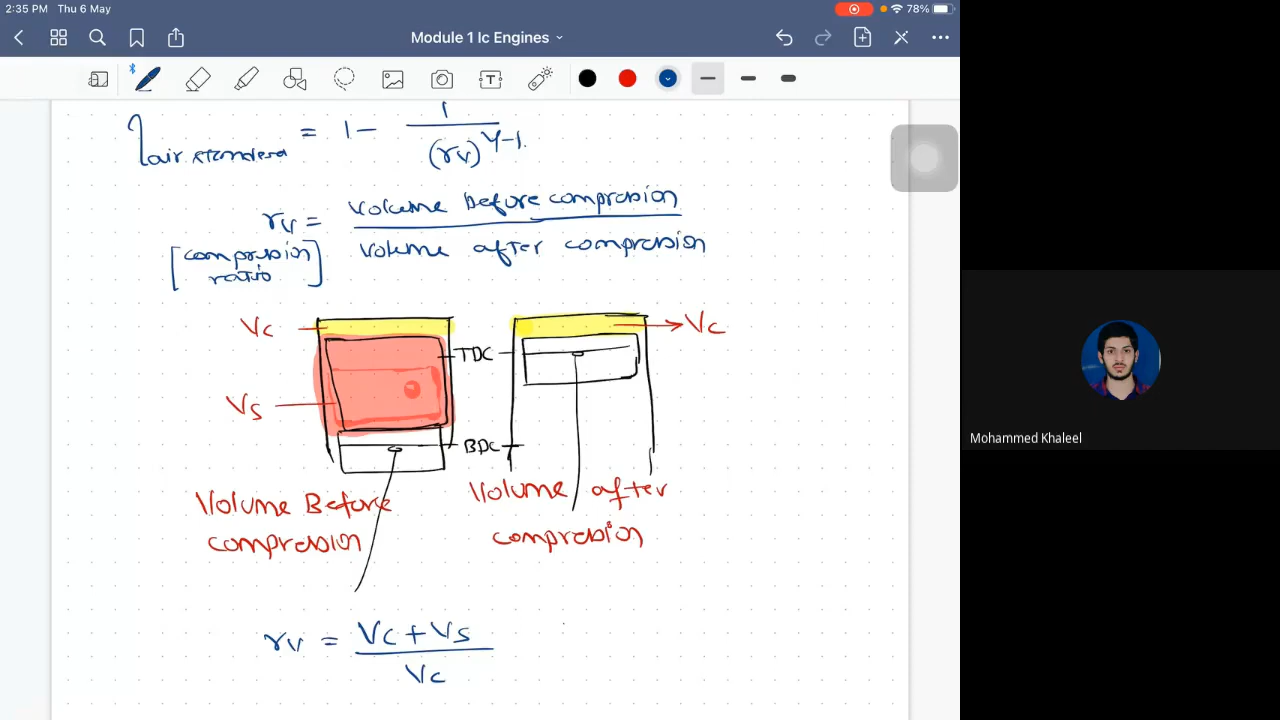 2:35 PM Thu 6 May
78%
Module 1 Ic Engines
T
η air standard = 1 - 1 / (rv)^γ-1
rv = Volume Before compression / Volume after compression
[compression ratio]
Vc
Vc
TDC
Vs
BDC
Volume Before compression
Volume after compression
rv = Vc + Vs / Vc
Mohammed Khaleel